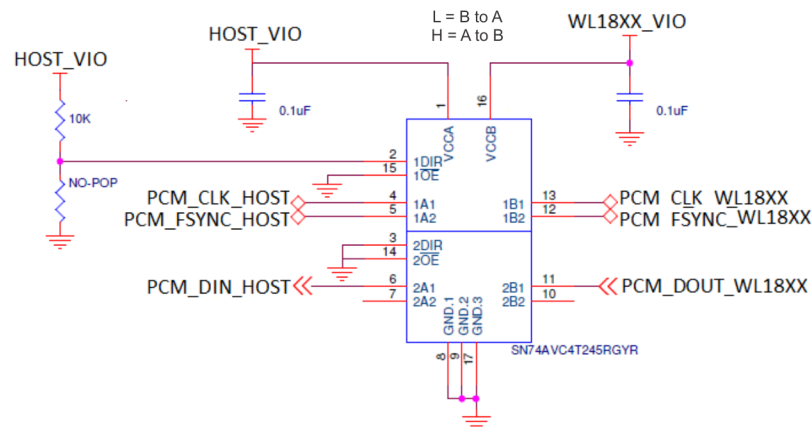 L = B to A
H = A to B
HOST_VIO
WL18XX_VIO
HOST_VIO
0.1uF
0.1uF
10K
NO-POP
1
16
VCCA
VCCB
2
1DIR
15
1OE
PCM_CLK_HOST
4
1A1
1B1
13
PCM_CLK_WL18XX
PCM_FSYNC_HOST
5
1A2
1B2
12
PCM_FSYNC_WL18XX
3
2DIR
14
2OE
PCM_DIN_HOST
6
2A1
2B1
11
PCM_DOUT_WL18XX
7
2A2
2B2
10
GND.1
GND.2
GND.3
8
9
17
SN74AVC4T245RGYR